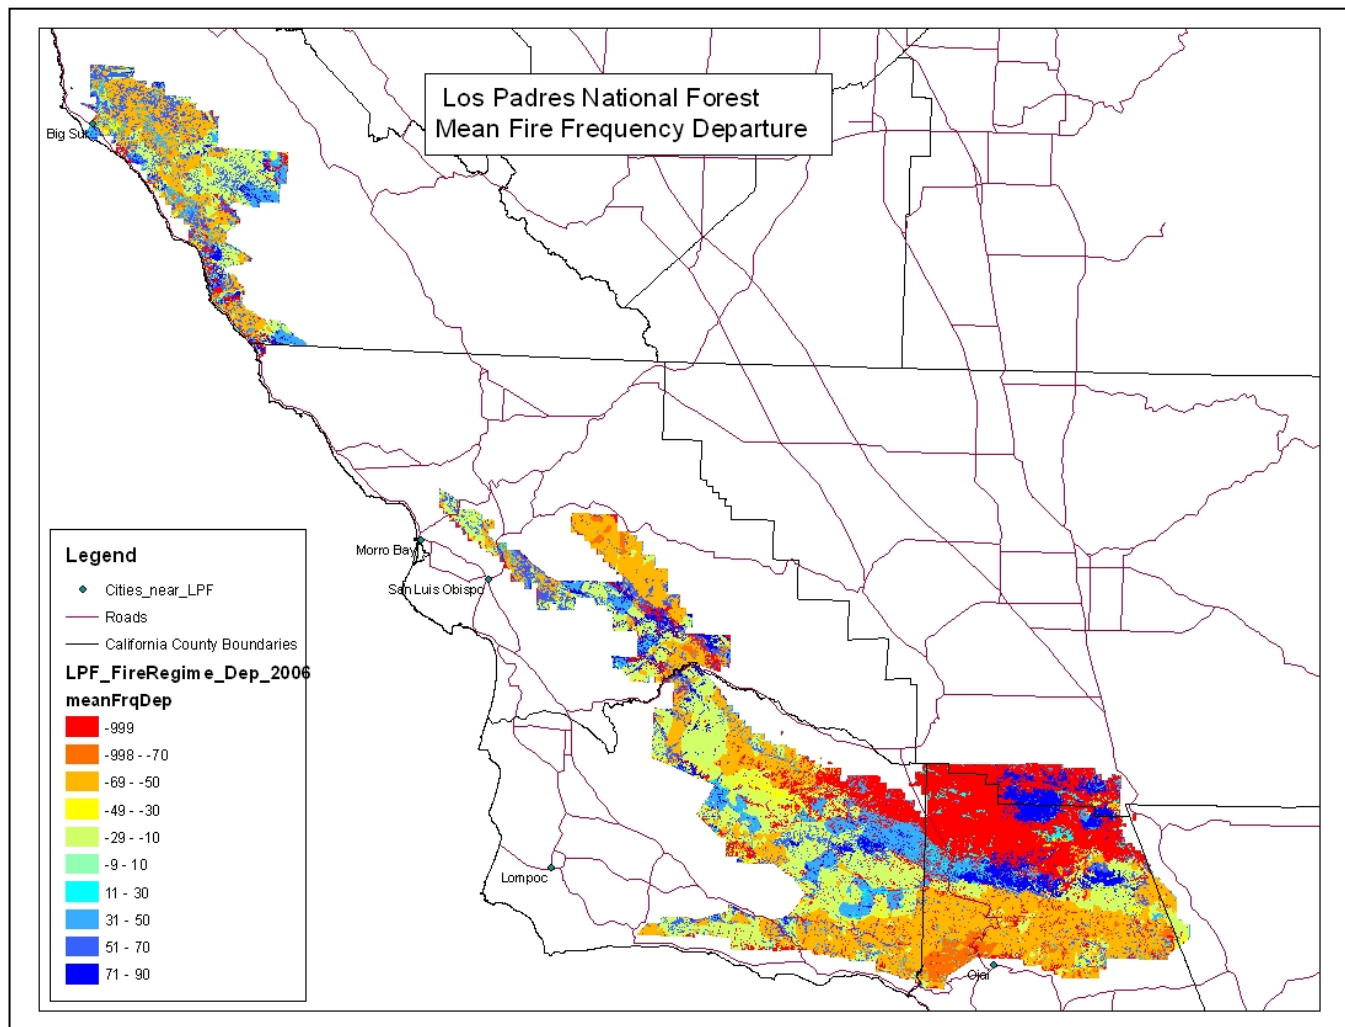 Los Padres National Forest
Mean Fire Frequency Departure
Big Sur
Morro Bay
San Luis Obispo
Lompoc
Ojai
Legend
Cities_near_LPF
Roads
California County Boundaries
LPF_FireRegime_Dep_2006
meanFrqDep
-999
-998 - -70
-69 - -50
-49 - -30
-29 - -10
-9 - 10
11 - 30
31 - 50
51 - 70
71 - 90